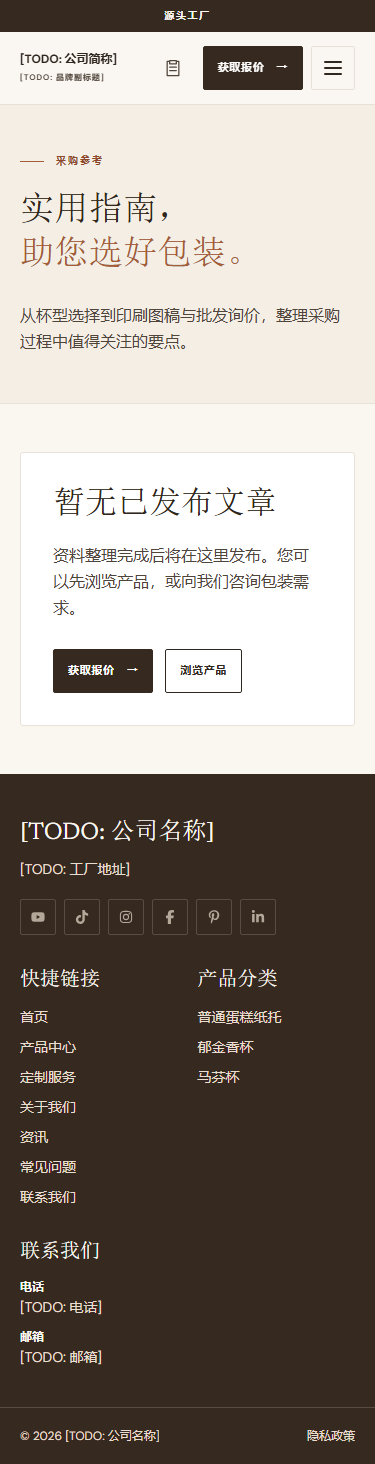 源头工厂
[TODO: 公司简称]
[TODO: 品牌副标题]
获取报价 →
采购参考
实用指南，
助您选好包装。
从杯型选择到印刷图稿与批发询价，整理采购
过程中值得关注的要点。
暂无已发布文章
资料整理完成后将在这里发布。您可
以先浏览产品，或向我们咨询包装需
求。
获取报价 →
浏览产品
[TODO: 公司名称]
[TODO: 工厂地址]
快捷链接
首页
产品中心
定制服务
关于我们
资讯
常见问题
联系我们
产品分类
普通蛋糕纸托
郁金香杯
马芬杯
联系我们
电话
[TODO: 电话]
邮箱
[TODO: 邮箱]
© 2026 [TODO: 公司名称]
隐私政策